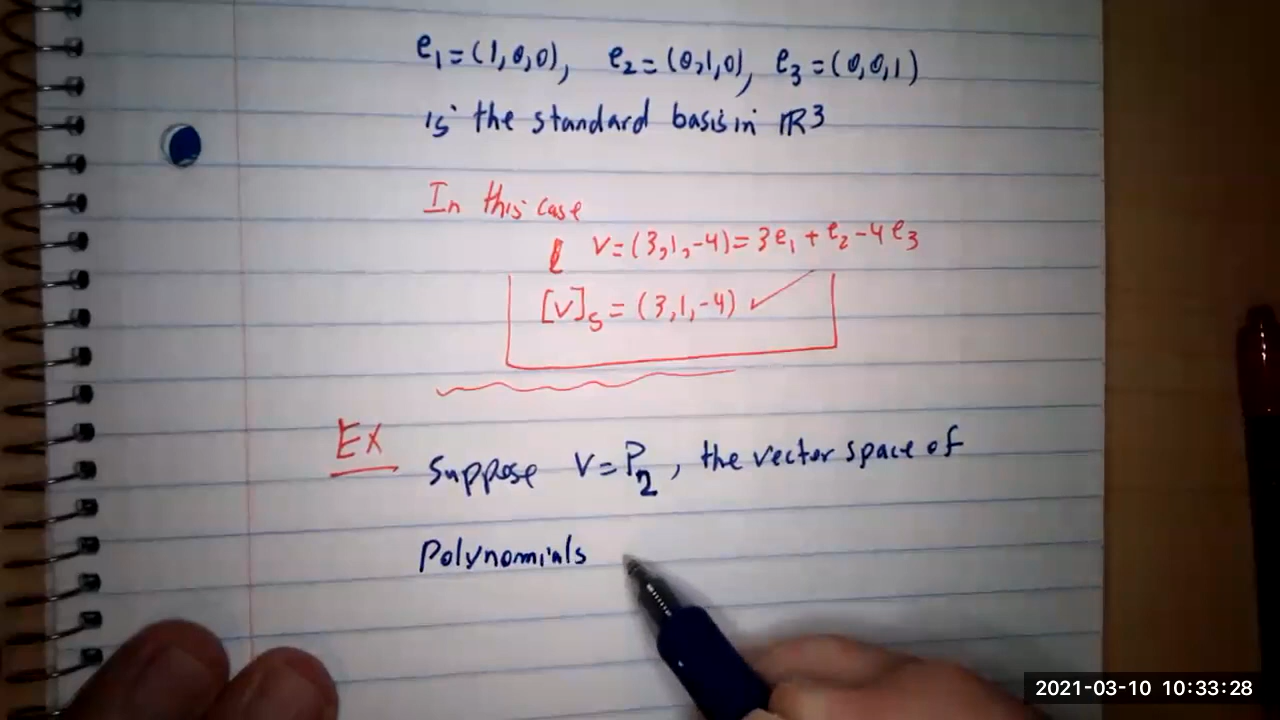 e₁=(1,0,0), e₂=(0,1,0), e₃=(0,0,1)
is the standard basis in ℝ³
In this case
V=(3,1,-4)=3e₁+e₂-4e₃
[V]ₛ=(3,1,-4) ✓
Ex
Suppose V=P₂, the vector space of
Polynomials
2021-03-10 10:33:28